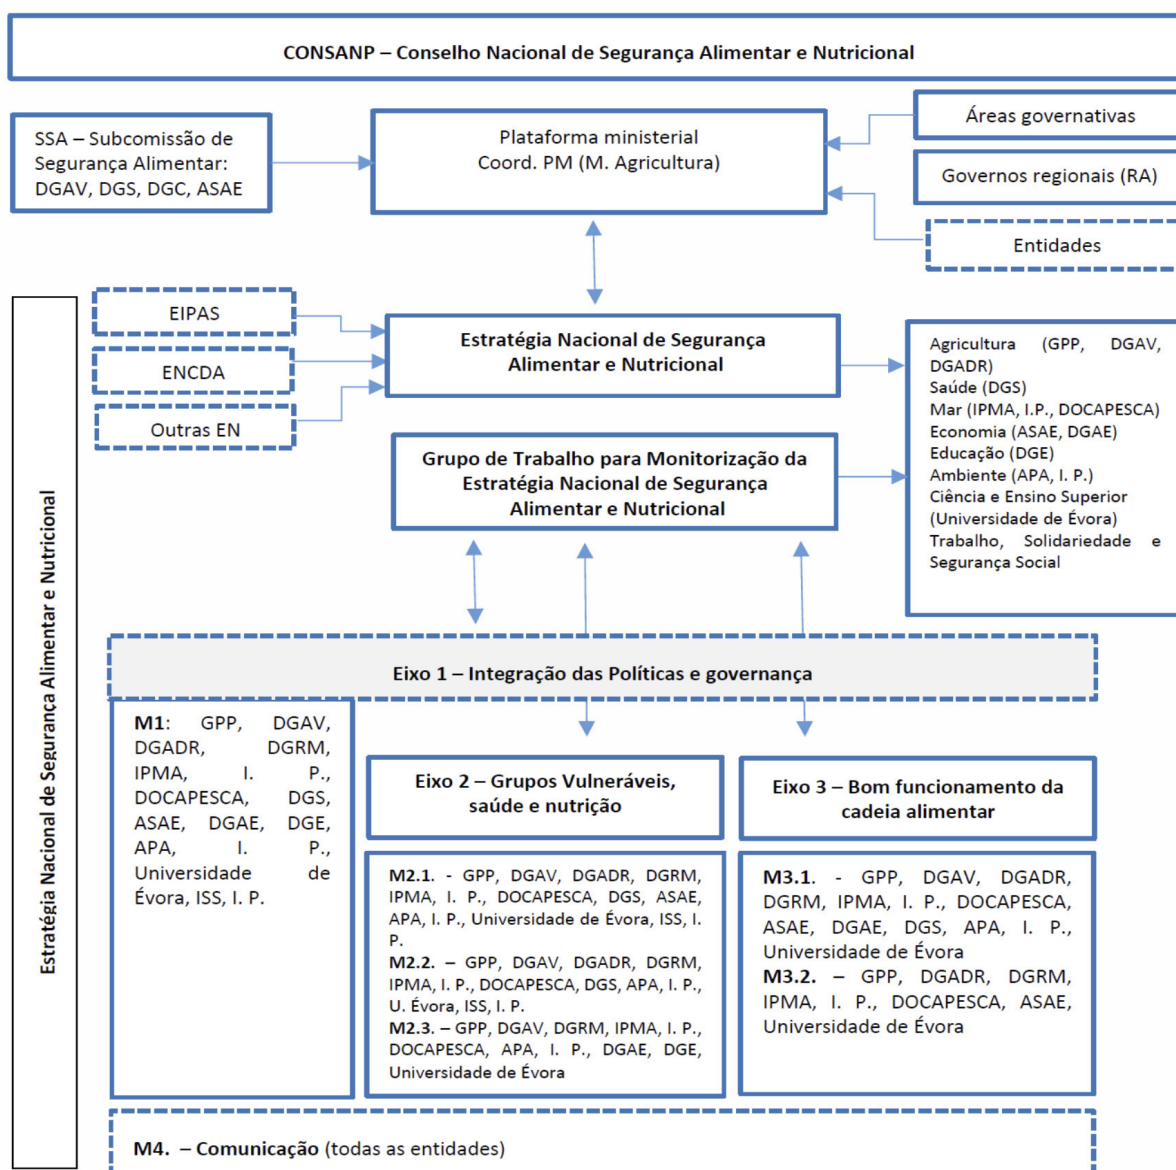 CONSANP – Conselho Nacional de Segurança Alimentar e Nutricional
SSA – Subcomissão de
Segurança Alimentar:
DGAV, DGS, DGC, ASAE
Plataforma ministerial
Coord. PM (M. Agricultura)
Áreas governativas
Governos regionais (RA)
Entidades
Estratégia Nacional de Segurança Alimentar e Nutricional
EIPAS
ENCDA
Outras EN
Estratégia Nacional de Segurança
Alimentar e Nutricional
Grupo de Trabalho para Monitorização da
Estratégia Nacional de Segurança
Alimentar e Nutricional
Agricultura (GPP, DGAV,
DGADR)
Saúde (DGS)
Mar (IPMA, I.P., DOCAPESCA)
Economia (ASAE, DGAE)
Educação (DGE)
Ambiente (APA, I. P.)
Ciência e Ensino Superior
(Universidade de Évora)
Trabalho, Solidariedade e
Segurança Social
Eixo 1 – Integração das Políticas e governança
M1: GPP, DGAV,
DGADR, DGRM,
IPMA, I. P.,
DOCAPESCA, DGS,
ASAE, DGAE, DGE,
APA, I. P.,
Universidade de
Évora, ISS, I. P.
Eixo 2 – Grupos Vulneráveis,
saúde e nutrição
M2.1. - GPP, DGAV, DGADR, DGRM,
IPMA, I. P., DOCAPESCA, DGS, ASAE,
APA, I. P., Universidade de Évora, ISS, I.
P.
M2.2. – GPP, DGAV, DGADR, DGRM,
IPMA, I. P., DOCAPESCA, DGS, APA, I. P.,
U. Évora, ISS, I. P.
M2.3. – GPP, DGAV, DGRM, IPMA, I. P.,
DOCAPESCA, APA, I. P., DGAE, DGE,
Universidade de Évora
Eixo 3 – Bom funcionamento da
cadeia alimentar
M3.1. - GPP, DGAV, DGADR,
DGRM, IPMA, I. P., DOCAPESCA,
ASAE, DGAE, DGS, APA, I. P.,
Universidade de Évora
M3.2. – GPP, DGADR, DGRM,
IPMA, I. P., DOCAPESCA, ASAE,
Universidade de Évora
M4. – Comunicação (todas as entidades)